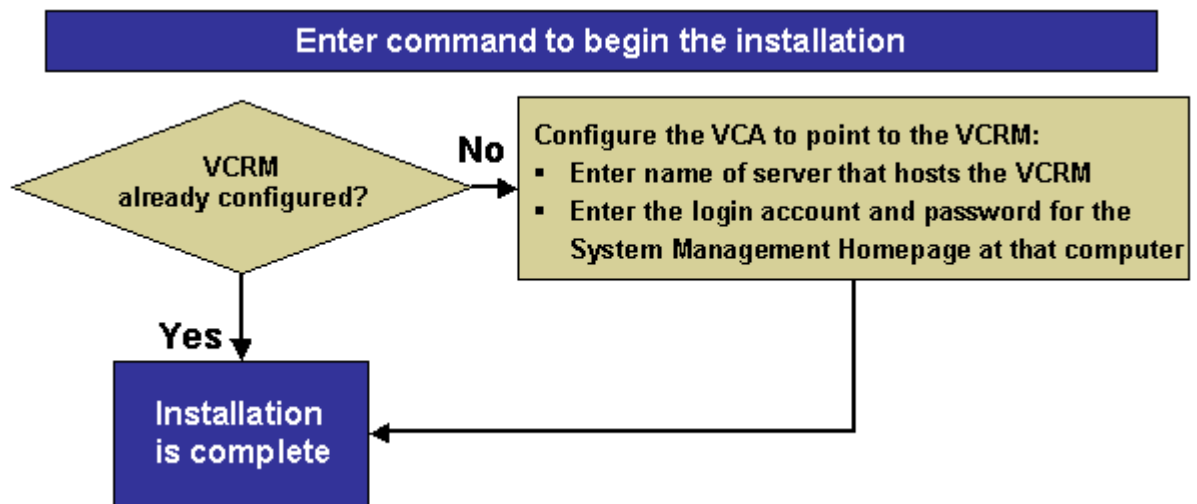 Enter command to begin the installation
VCRM
already configured?
No
Configure the VCA to point to the VCRM:
▪ Enter name of server that hosts the VCRM
▪ Enter the login account and password for the
System Management Homepage at that computer
Yes
Installation
is complete